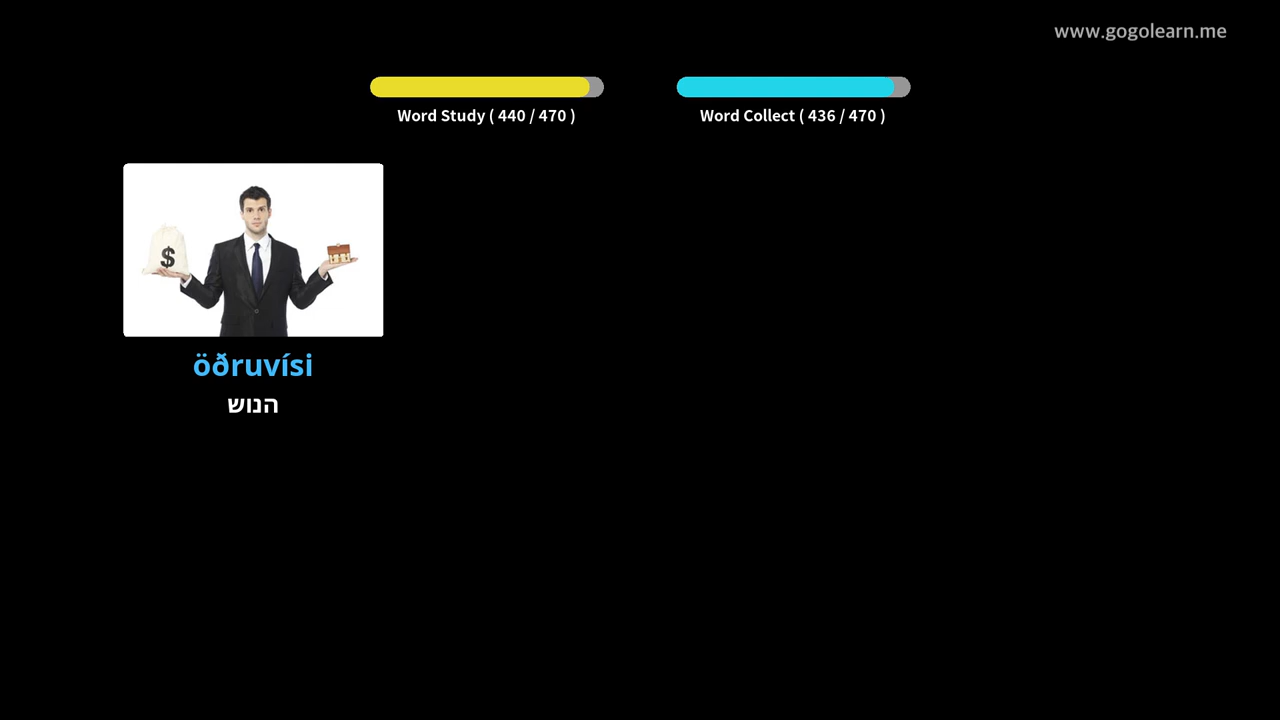 www.gogolearn.me
Word Study ( 440 / 470 )
Word Collect ( 436 / 470 )
$
öðruvísi
הנוש